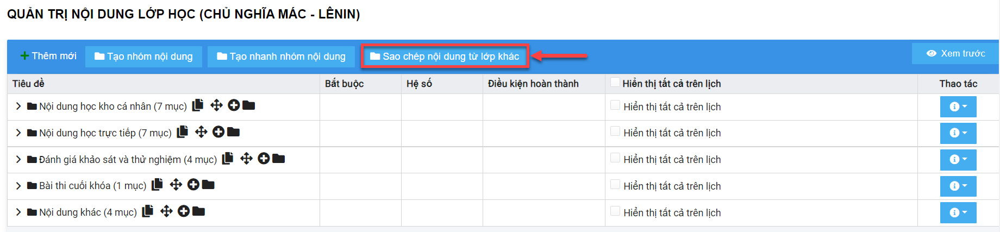 QUẢN TRỊ NỘI DUNG LỚP HỌC (CHỦ NGHĨA MÁC - LÊNIN)
Thêm mới Tạo nhóm nội dung Tạo nhanh nhóm nội dung Sao chép nội dung từ lớp khác Xem trước
Tiêu đề Bắt buộc Hệ số Điều kiện hoàn thành Hiển thị tất cả trên lịch Thao tác
Nội dung học kho cá nhân (7 mục) Hiển thị tất cả trên lịch
Nội dung học trực tiếp (7 mục) Hiển thị tất cả trên lịch
Đánh giá khảo sát và thử nghiệm (4 mục) Hiển thị tất cả trên lịch
Bài thi cuối khóa (1 mục) Hiển thị tất cả trên lịch
Nội dung khác (4 mục) Hiển thị tất cả trên lịch